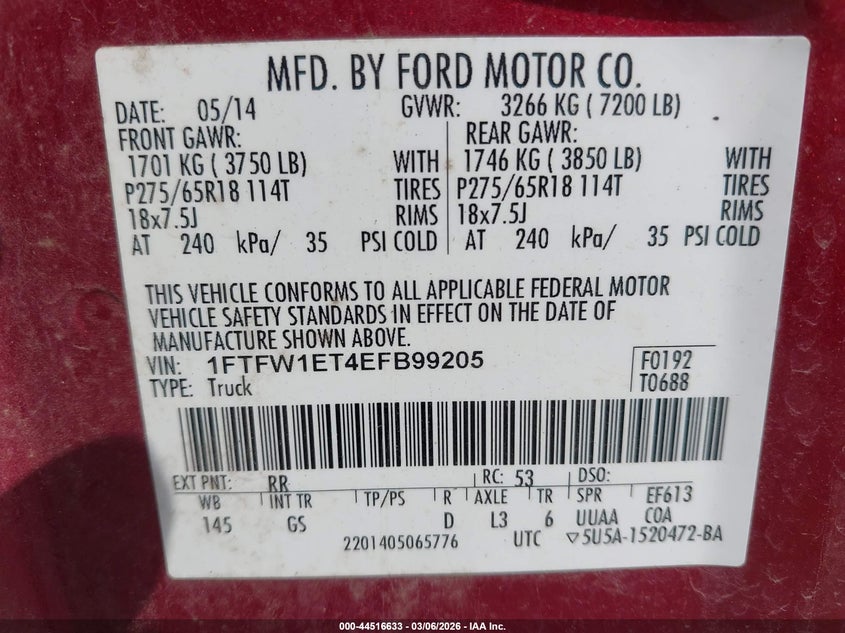 MFD. BY FORD MOTOR CO.
DATE: 05/14 GVWR: 3266 KG ( 7200 LB)
FRONT GAWR: REAR GAWR:
1701 KG ( 3750 LB) WITH 1746 KG ( 3850 LB) WITH
P275/65R18 114T TIRES P275/65R18 114T TIRES
18x7.5J RIMS 18x7.5J RIMS
AT 240 kPa/ 35 PSI COLD AT 240 kPa/ 35 PSI COLD
THIS VEHICLE CONFORMS TO ALL APPLICABLE FEDERAL MOTOR
VEHICLE SAFETY STANDARDS IN EFFECT ON THE DATE OF
MANUFACTURE SHOWN ABOVE.
VIN: 1FTFW1ET4EFB99205 F0192
TYPE: Truck T0688
EXT PNT: RR RC: 53 DSO:
WB INT TR TP/PS R AXLE TR SPR EF613
145 GS D L3 6 UUAA COA
2201405065776 UTC ▽5U5A-1520472-BA
000-44516633 - 03/06/2026 - IAA Inc.